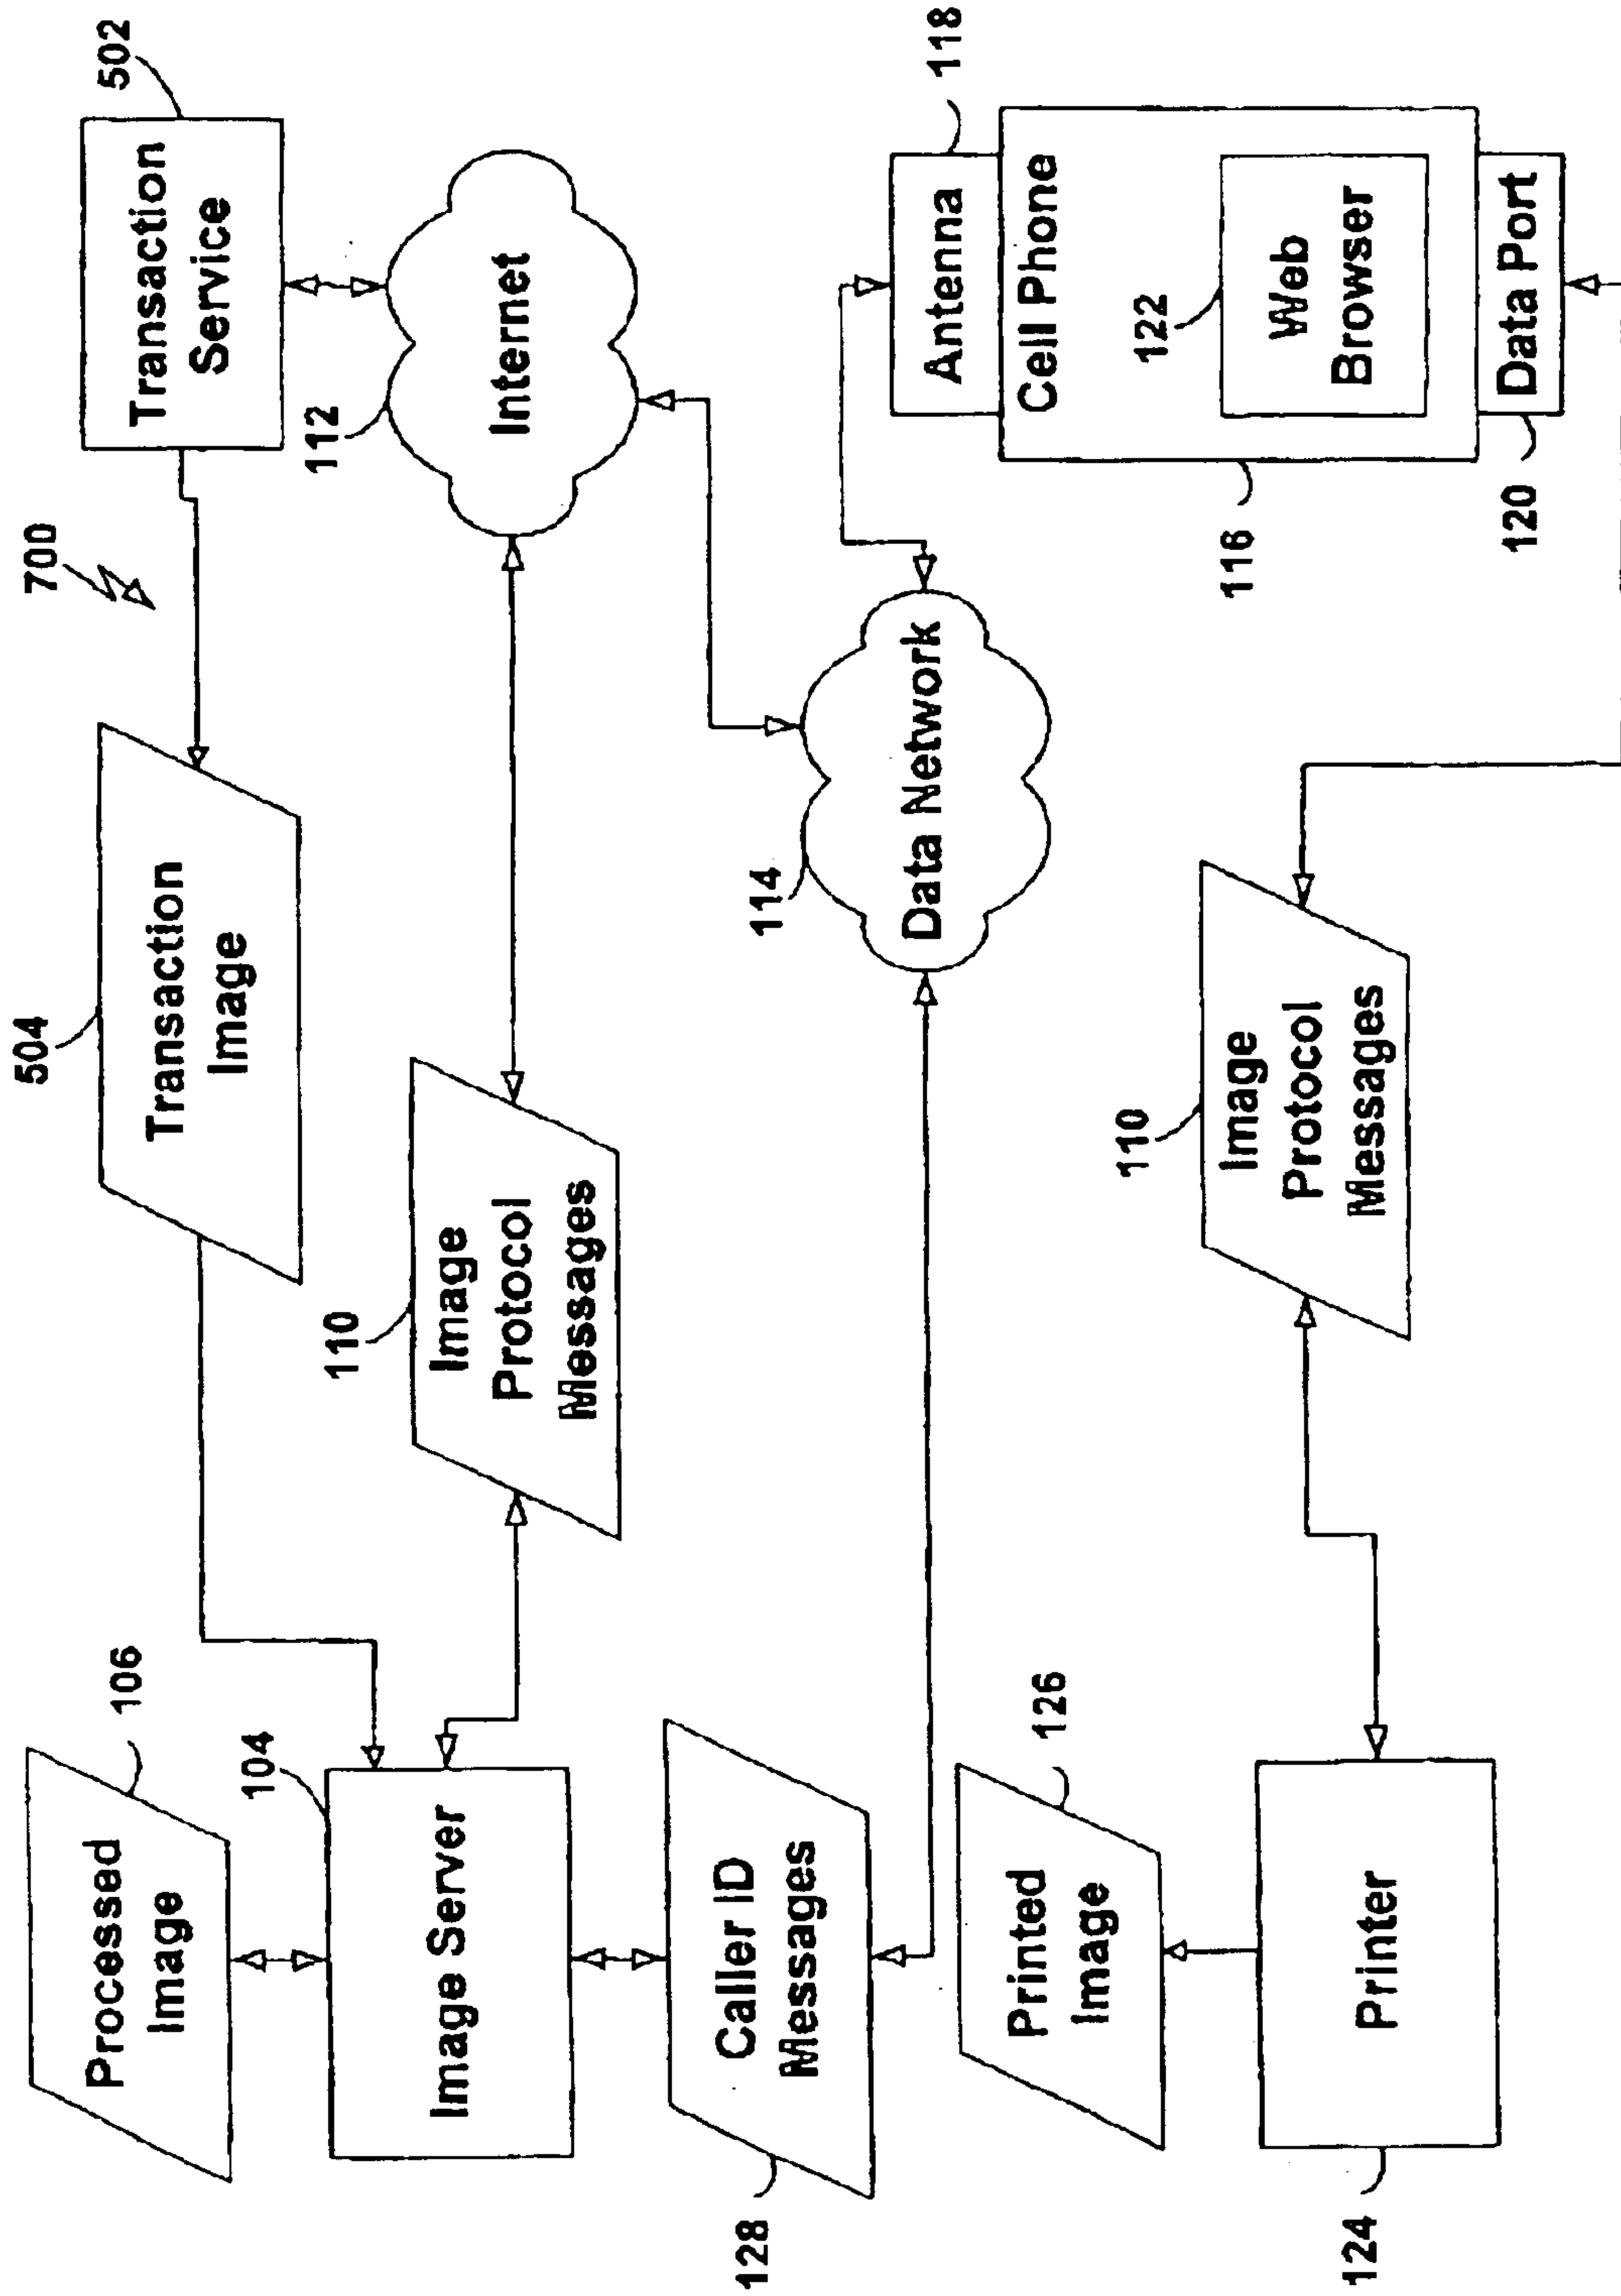 700
Processed
Image
106
504
Transaction
Image
Transaction
Service
502
104
Image Server
110
Image
Protocol
Messages
112
Internet
Caller ID
Messages
128
114
Data Network
Printed
Image
126
Antenna
118
Cell Phone
116
122
Web
Browser
Data Port
120
110
Image
Protocol
Messages
Printer
124